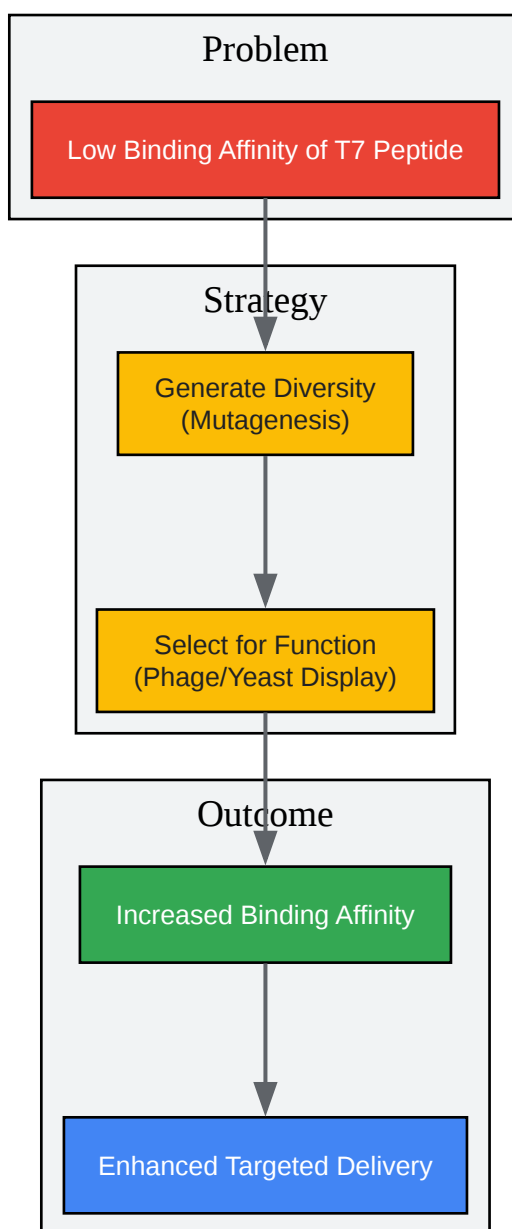 Problem
Low Binding Affinity of T7 Peptide
Strategy
Generate Diversity
(Mutagenesis)
Select for Function
(Phage/Yeast Display)
Outcome
Increased Binding Affinity
Enhanced Targeted Delivery